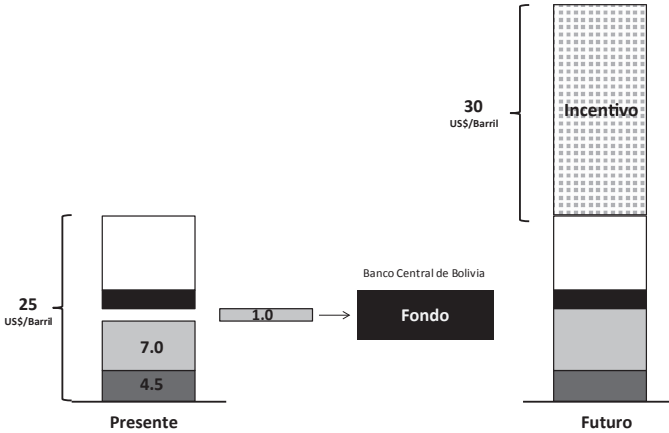 30
US$/Barril
Incentivo
25
US$/Barril
Banco Central de Bolivia
1.0
Fondo
7.0
4.5
Presente
Futuro